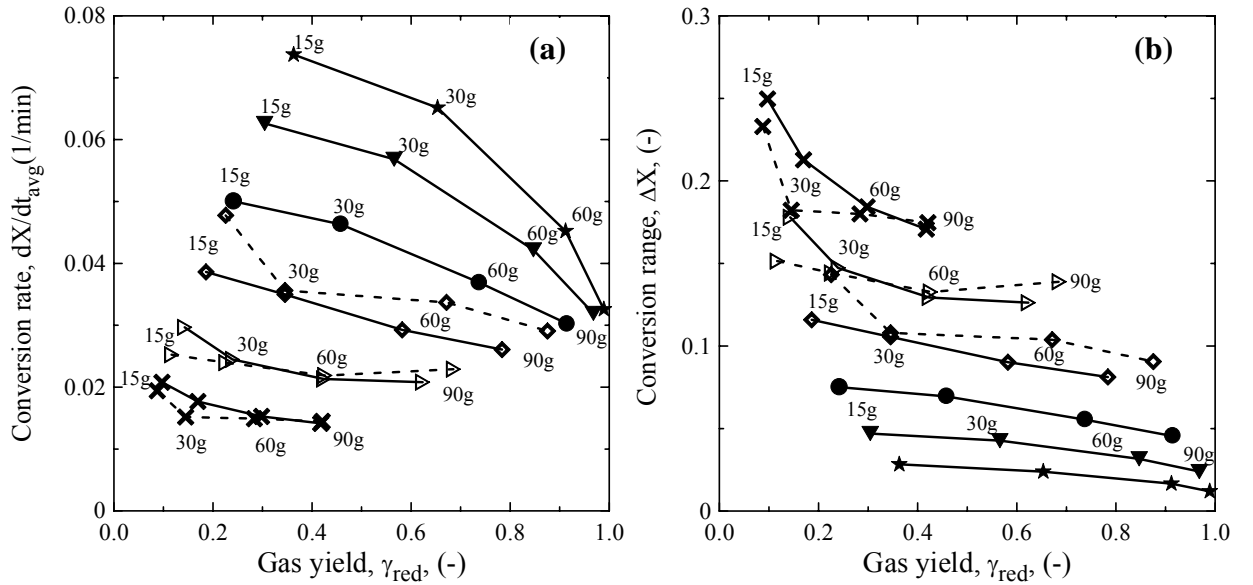 (a)
Conversion rate, dX/dt_avg(1/min)
0.08
0.06
0.04
0.02
0
15g
30g
15g
30g
60g
15g
30g
60g
60g
15g
30g
60g
90g
90g
15g
30g
60g
90g
15g
30g
60g
90g
0.0 0.2 0.4 0.6 0.8 1.0
Gas yield, γ_red, (-)
(b)
Conversion range, ΔX, (-)
0.3
0.2
0.1
0
15g
30g
60g
90g
15g
30g
60g
90g
15g
30g
60g
90g
15g
30g
60g
90g
0.0 0.2 0.4 0.6 0.8 1.0
Gas yield, γ_red, (-)